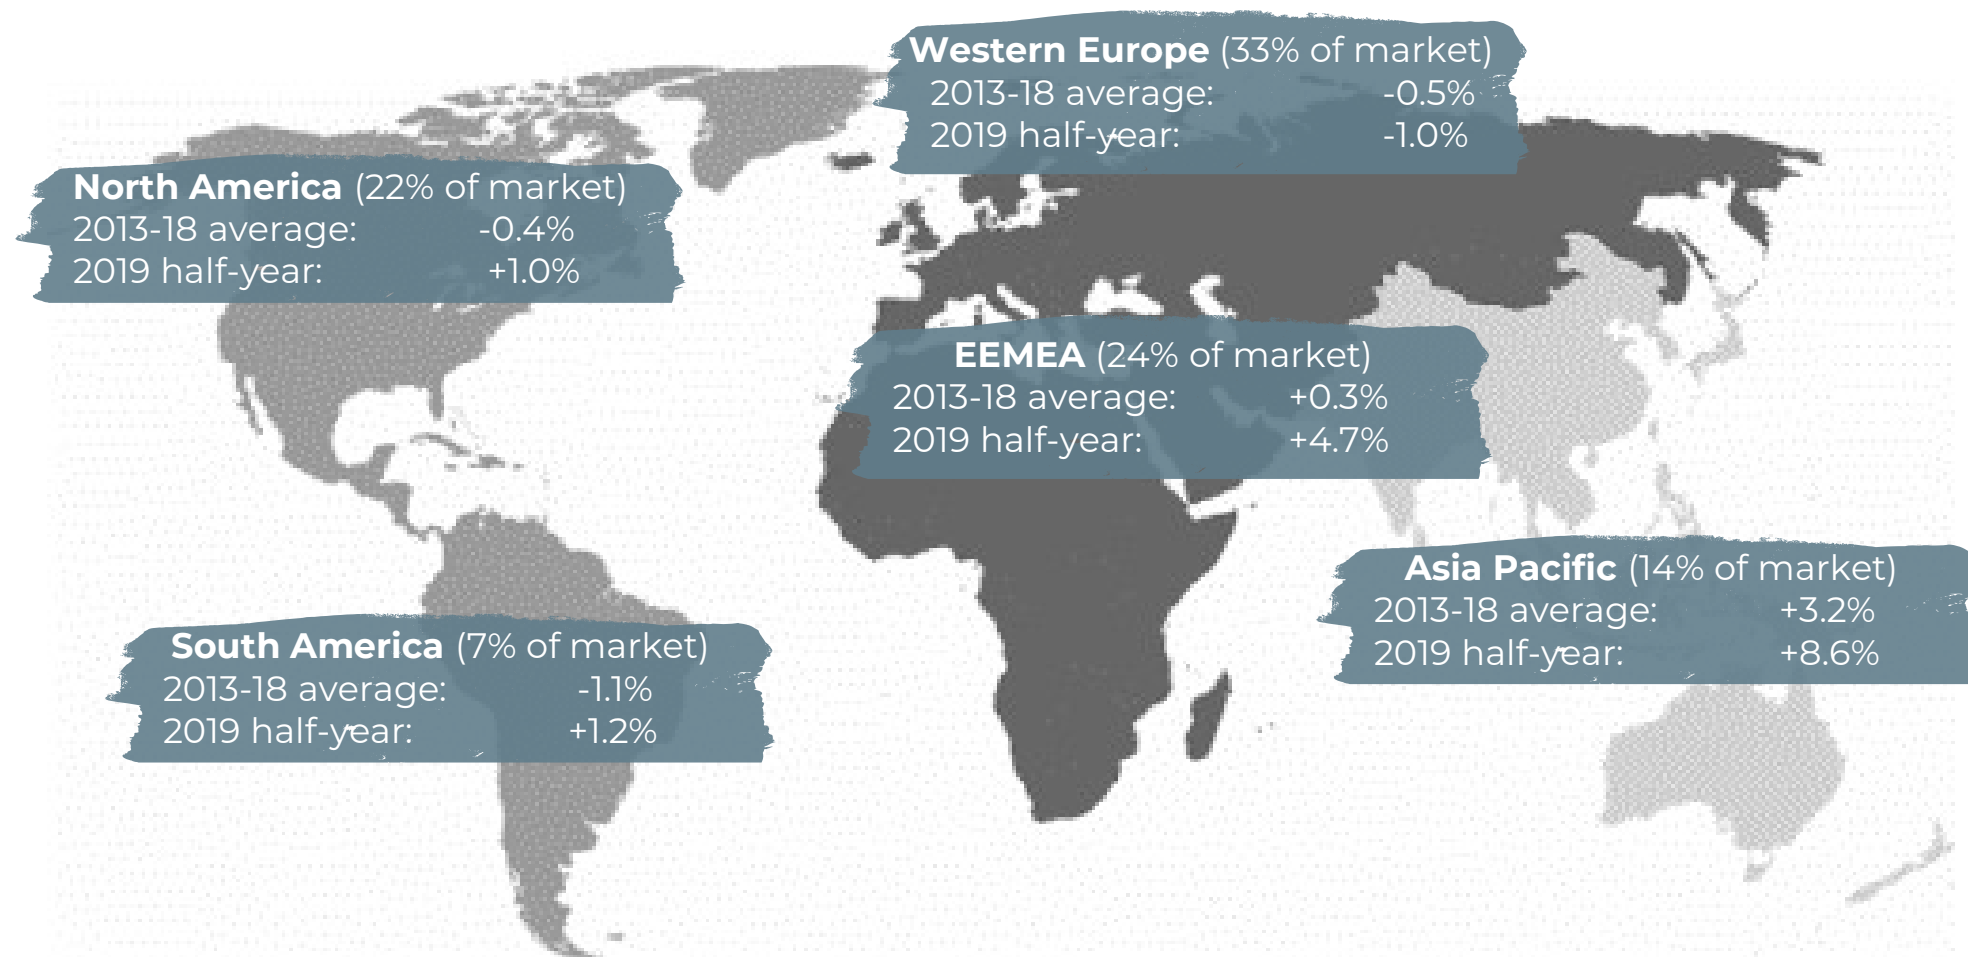 Western Europe (33% of market)
2013-18 average: -0.5%
2019 half-year: -1.0%
North America (22% of market)
2013-18 average: -0.4%
2019 half-year: +1.0%
EEMEA (24% of market)
2013-18 average: +0.3%
2019 half-year: +4.7%
Asia Pacific (14% of market)
2013-18 average: +3.2%
2019 half-year: +8.6%
South America (7% of market)
2013-18 average: -1.1%
2019 half-year: +1.2%